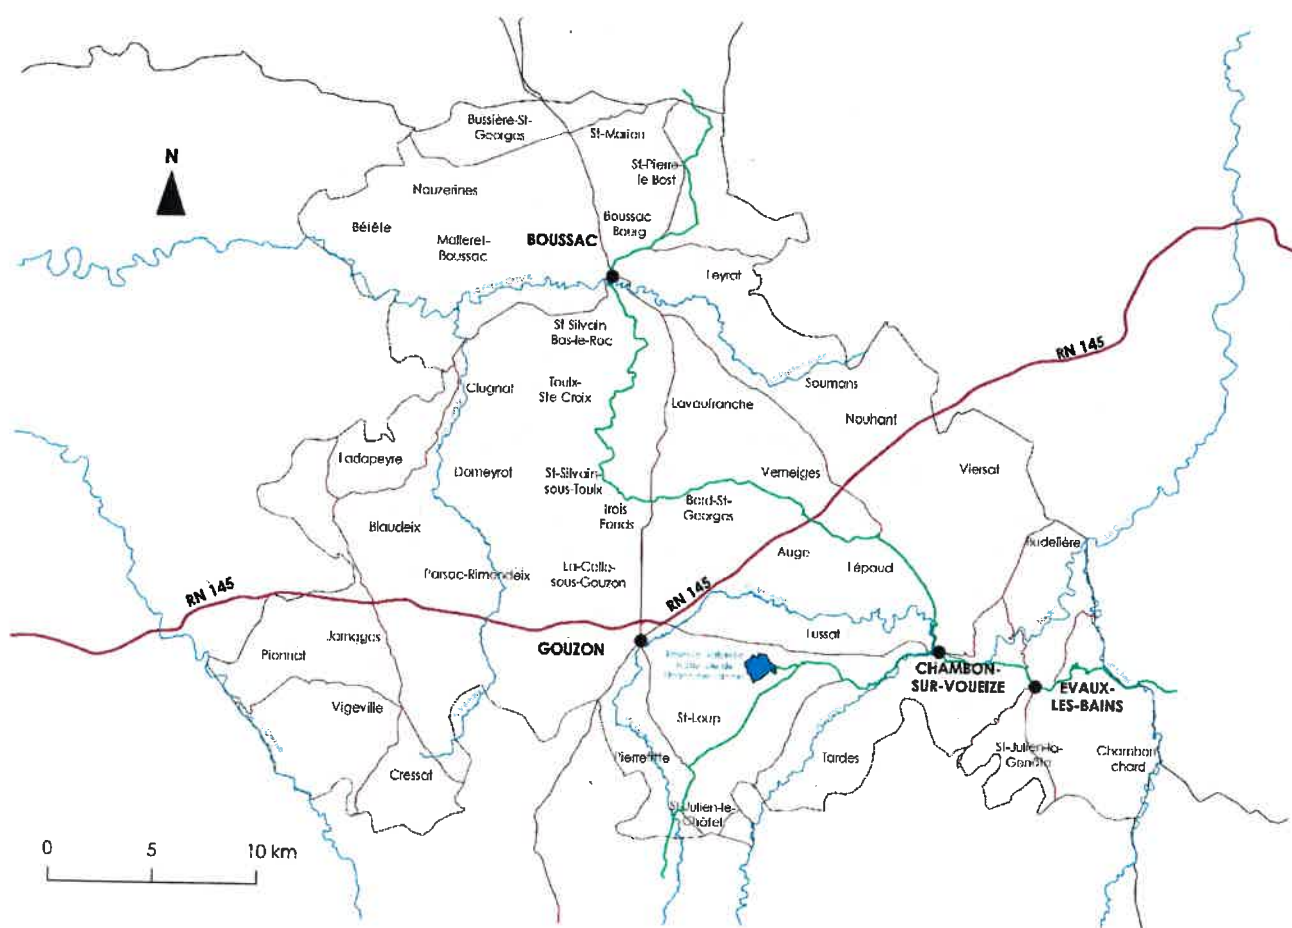 Bussière-St-
Georges
St-Marien
N
St-Pierre
le Bost
Nouzerines
Boussac
Bourg
Bétête
BOUSSAC
Malleret-
Boussac
Leyrat
St Silvain
Bas-le-Roc
RN 145
Clugnat
Toulx-
Ste Croix
Soumans
Lavaufranche
Nouhant
Ladapeyre
Domeyrot
St-Silvain-
sous-Toulx
Verneiges
Viersat
Bord-St-
Georges
Trois
Fonds
Blaudeix
Auge
Budelière
Parsac-Rimondeix
La-Celle-
sous-Gouzon
Lépaud
RN 145
RN 145
Jarnages
Lussat
GOUZON
Pionnat
CHAMBON-
SUR-VOUEIZE
EVAUX-
LES-BAINS
Vigeville
St-Loup
Pierrefitte
Tardes
St-Julien-la-
Genête
Chambon
chard
Cressat
St-Julien-le-
Châtel
0 5 10 km